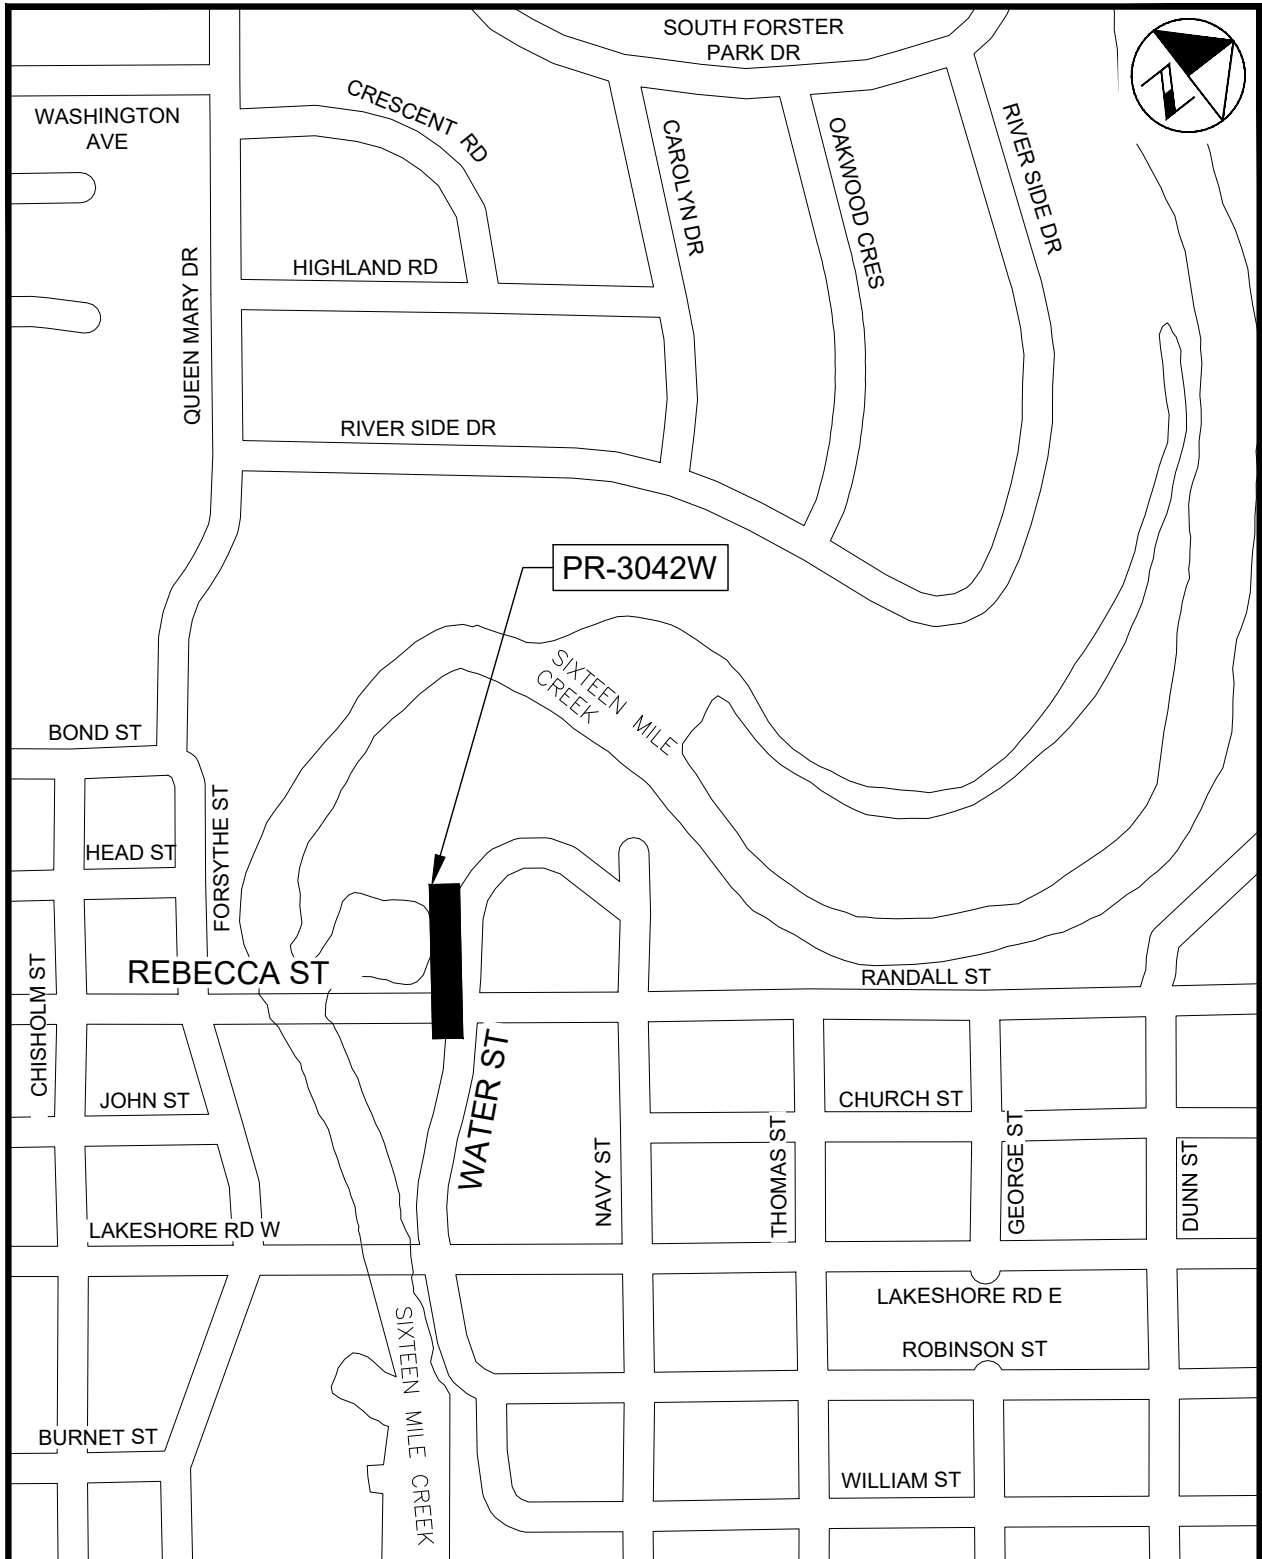 SOUTH FORSTER
PARK DR
Z
WASHINGTON
AVE
CRESCENT RD
CAROLYN DR
OAKWOOD CRES
RIVER SIDE DR
QUEEN MARY DR
HIGHLAND RD
RIVER SIDE DR
PR-3042W
SIXTEEN MILE
CREEK
BOND ST
FORSYTHE ST
HEAD ST
CHISHOLM ST
REBECCA ST
RANDALL ST
WATER ST
JOHN ST
CHURCH ST
NAVY ST
THOMAS ST
GEORGE ST
DUNN ST
LAKESHORE RD W
LAKESHORE RD E
ROBINSON ST
SIXTEEN MILE CREEK
BURNET ST
WILLIAM ST